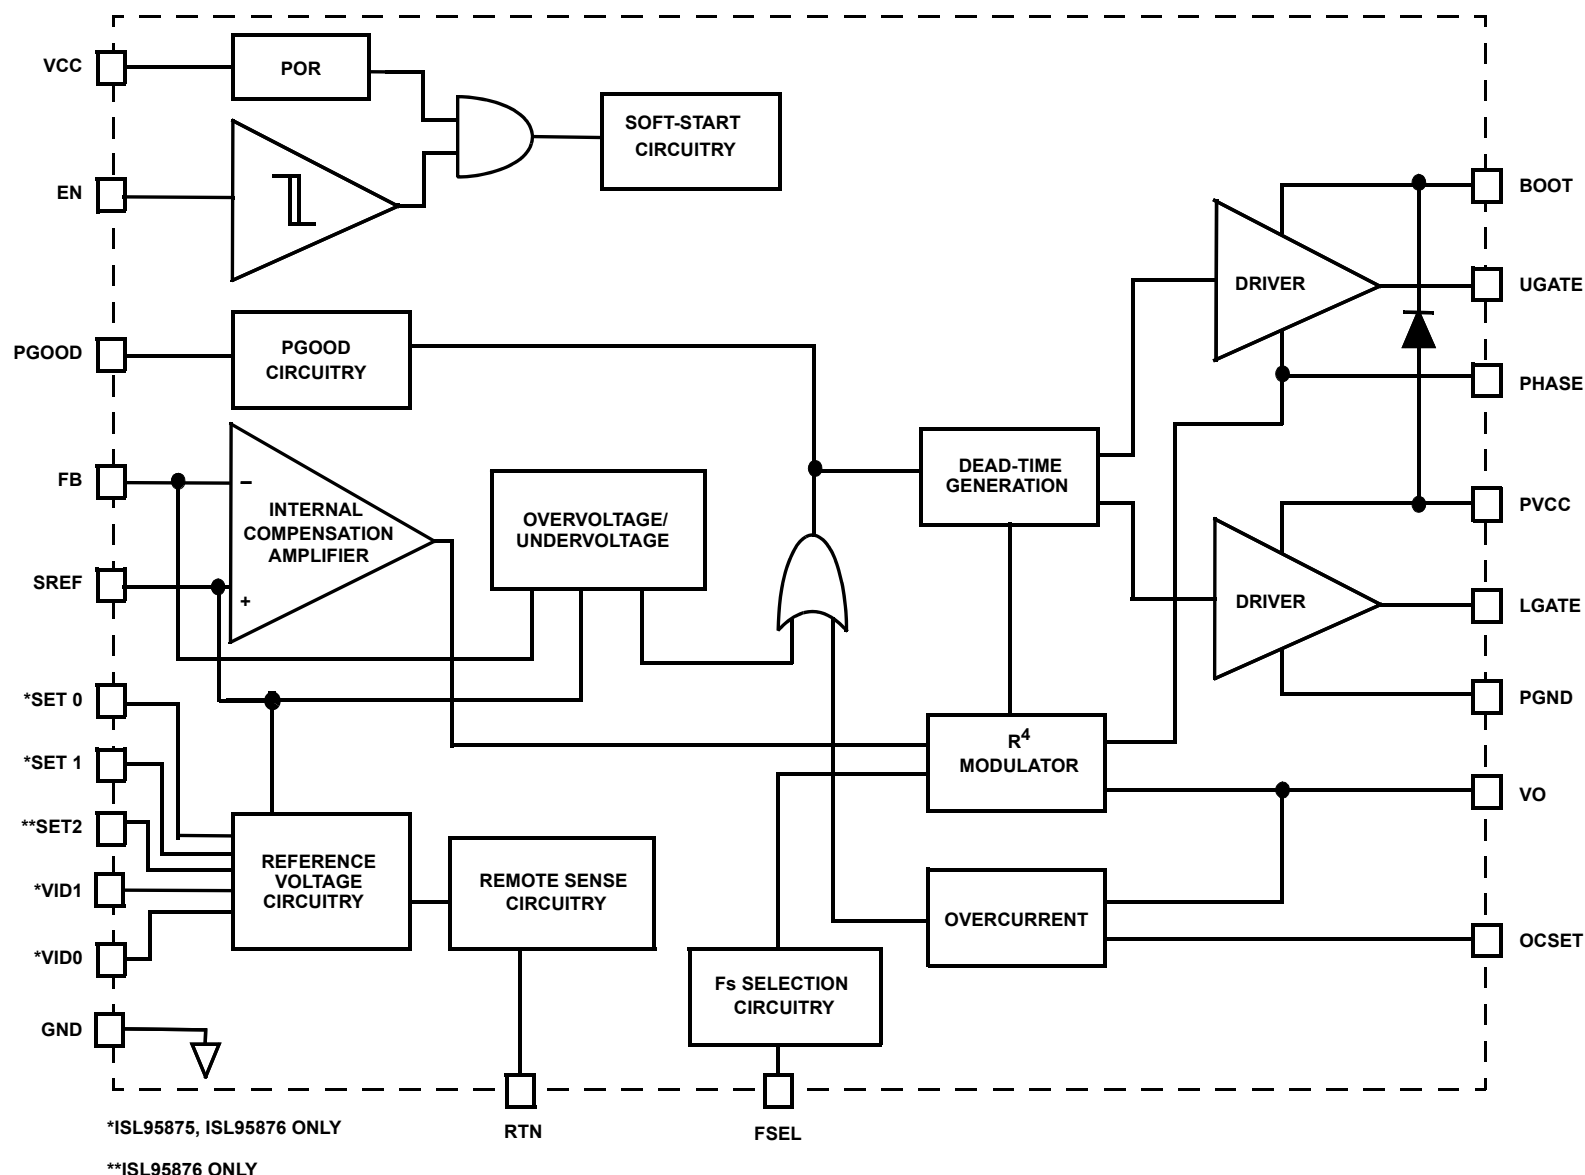 VCC
POR
SOFT-START
CIRCUITRY
EN
BOOT
DRIVER
UGATE
PGOOD
PGOOD
CIRCUITRY
PHASE
FB
−
INTERNAL
COMPENSATION
AMPLIFIER
+
SREF
OVERVOLTAGE/
UNDERVOLTAGE
DEAD-TIME
GENERATION
PVCC
DRIVER
LGATE
PGND
*SET 0
*SET 1
**SET2
*VID1
*VID0
GND
REFERENCE
VOLTAGE
CIRCUITRY
REMOTE SENSE
CIRCUITRY
R⁴
MODULATOR
VO
OVERCURRENT
OCSET
Fs SELECTION
CIRCUITRY
RTN
FSEL
*ISL95875, ISL95876 ONLY
**ISL95876 ONLY